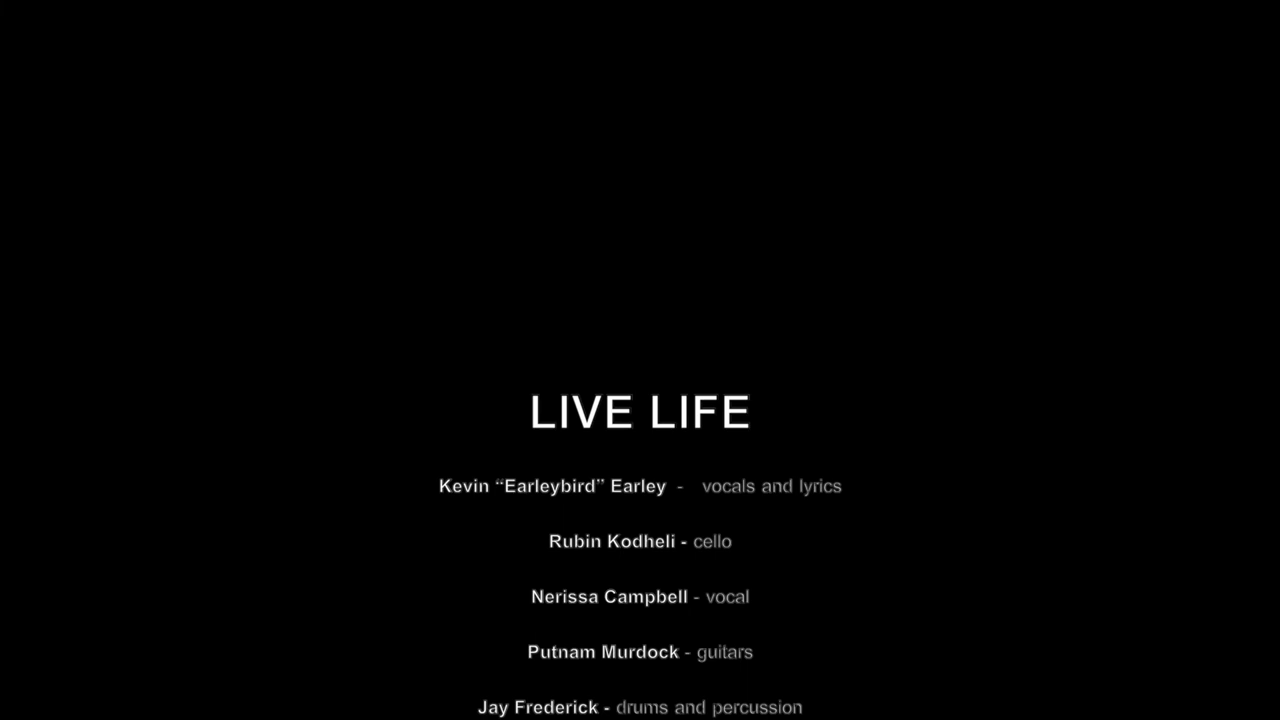 LIVE LIFE
Kevin “Earleybird” Earley - vocals and lyrics
Rubin Kodheli - cello
Nerissa Campbell - vocal
Putnam Murdock - guitars
Jay Frederick - drums and percussion